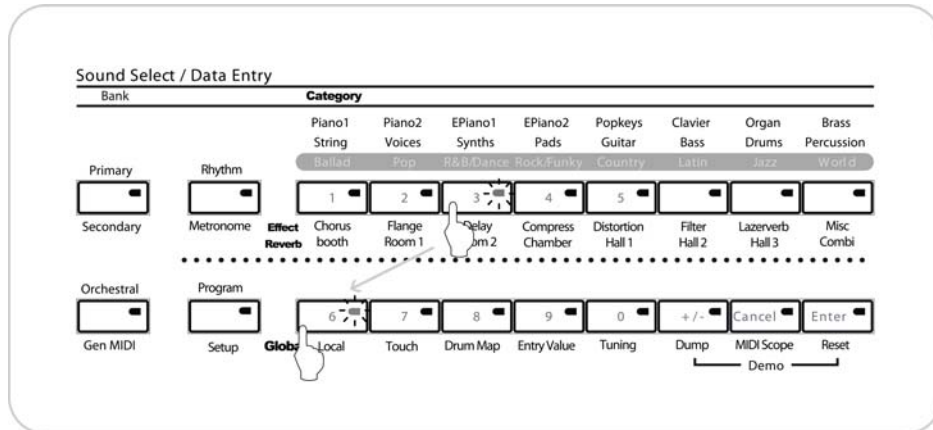 Sound Select / Data Entry
Bank Category
Piano1 Piano2 EPiano1 EPiano2 Popkeys Clavier Organ Brass
String Voices Synths Pads Guitar Bass Drums Percussion
Ballad Pop R&B/Dance Rock/Funky Country Latin Jazz World
Primary Rhythm
1 2 3 4 5
Secondary Metronome Effect Chorus Flange Delay Compress Distortion Filter Lazerverb Misc
Reverb booth Room 1 2 Chamber Hall 1 Hall 2 Hall 3 Combi
Orchestral Program
6 7 8 9 0 +/- Cancel Enter
Gen MIDI Setup Local Touch Drum Map Entry Value Tuning Dump MIDI Scope Reset
Demo